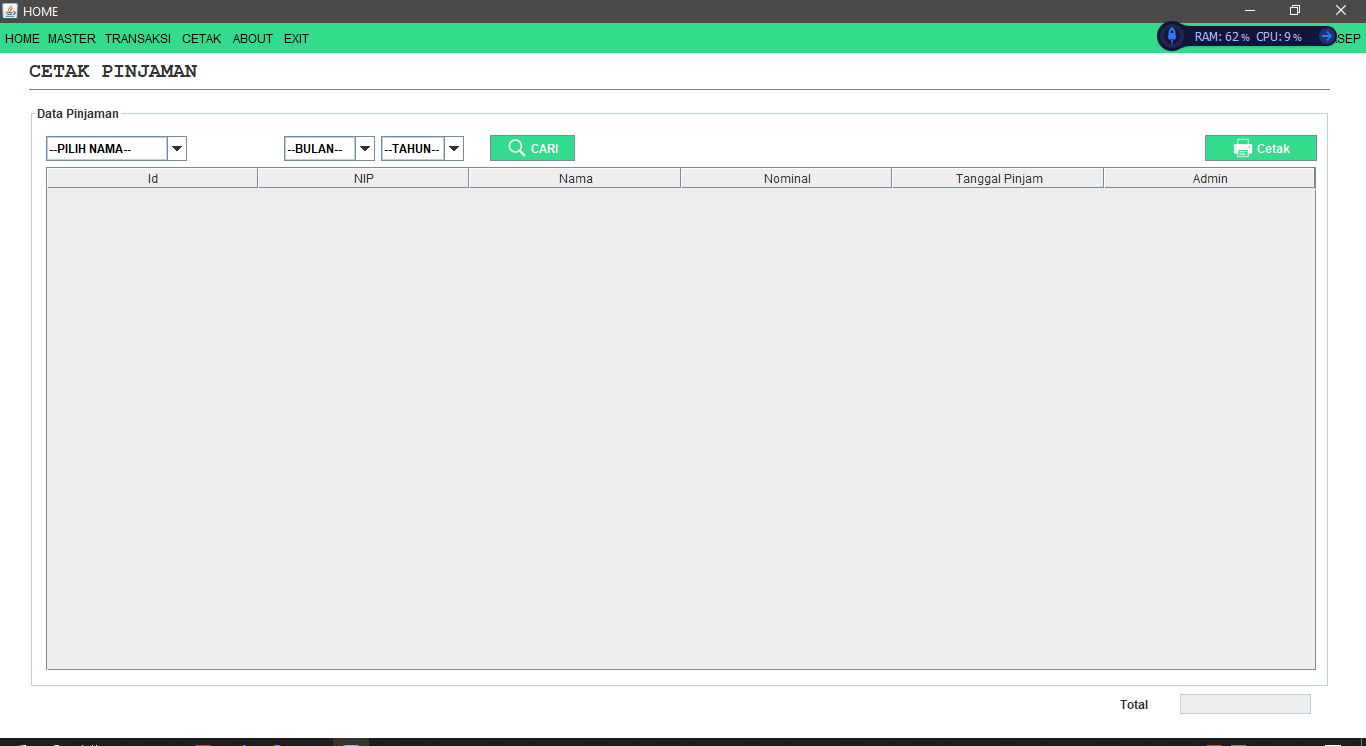 HOME
HOME MASTER TRANSAKSI CETAK ABOUT EXIT RAM: 62% CPU: 9% SEP
CETAK PINJAMAN
Data Pinjaman
--PILIH NAMA-- --BULAN-- --TAHUN-- CARI Cetak
Id NIP Nama Nominal Tanggal Pinjam Admin
Total